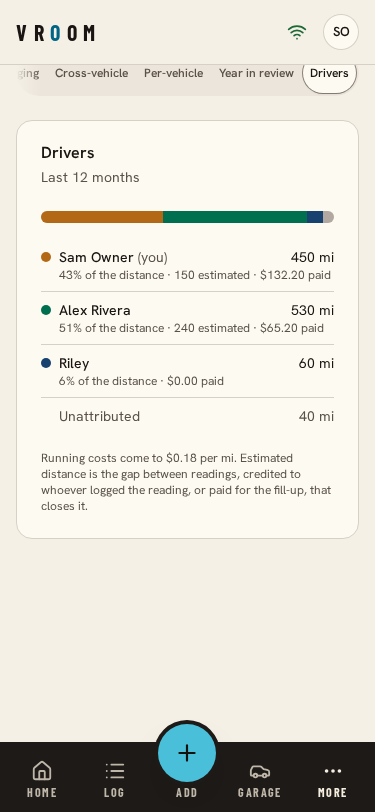 VROOM
SO
ging
Cross-vehicle
Per-vehicle
Year in review
Drivers
Drivers
Last 12 months
Sam Owner (you)
450 mi
43% of the distance · 150 estimated · $132.20 paid
Alex Rivera
530 mi
51% of the distance · 240 estimated · $65.20 paid
Riley
60 mi
6% of the distance · $0.00 paid
Unattributed
40 mi
Running costs come to $0.18 per mi. Estimated
distance is the gap between readings, credited to
whoever logged the reading, or paid for the fill-up, that
closes it.
HOME
LOG
ADD
GARAGE
MORE